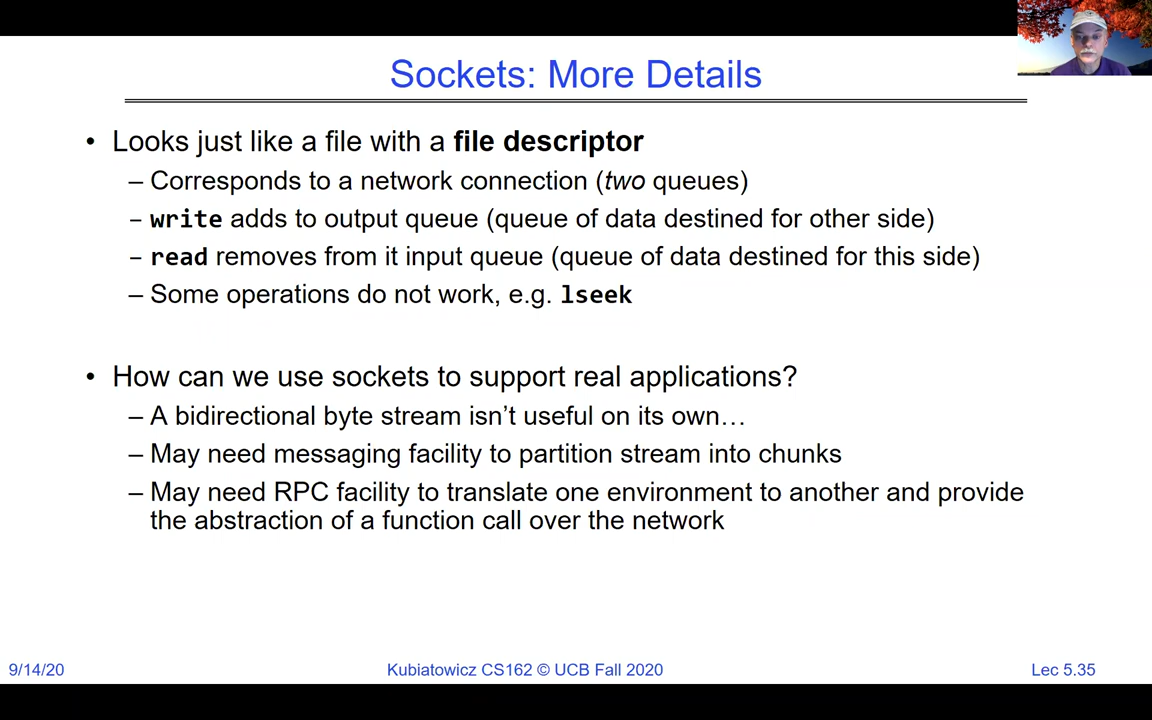 Sockets: More Details
• Looks just like a file with a file descriptor
– Corresponds to a network connection (two queues)
– write adds to output queue (queue of data destined for other side)
– read removes from it input queue (queue of data destined for this side)
– Some operations do not work, e.g. lseek
• How can we use sockets to support real applications?
– A bidirectional byte stream isn’t useful on its own…
– May need messaging facility to partition stream into chunks
– May need RPC facility to translate one environment to another and provide
the abstraction of a function call over the network
9/14/20
Kubiatowicz CS162 © UCB Fall 2020
Lec 5.35